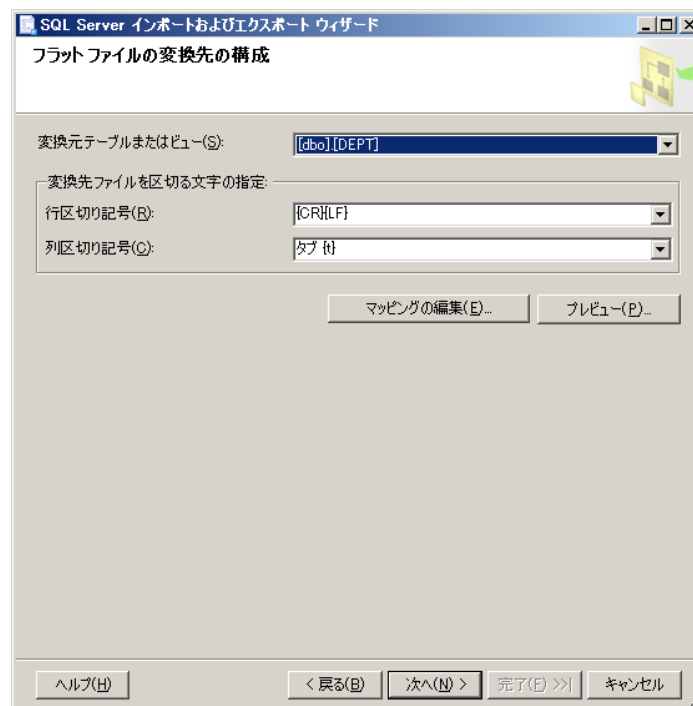 SQL Server インポートおよびエクスポート ウィザード
フラット ファイルの変換先の構成
変換元テーブルまたはビュー(S):
[dbo].[DEPT]
変換先ファイルを区切る文字の指定:
行区切り記号(R):
{CR}{LF}
列区切り記号(C):
タブ {t}
マッピングの編集(E)...
プレビュー(P)...
ヘルプ(H)
< 戻る(B)
次へ(N) >
完了(F) >>|
キャンセル